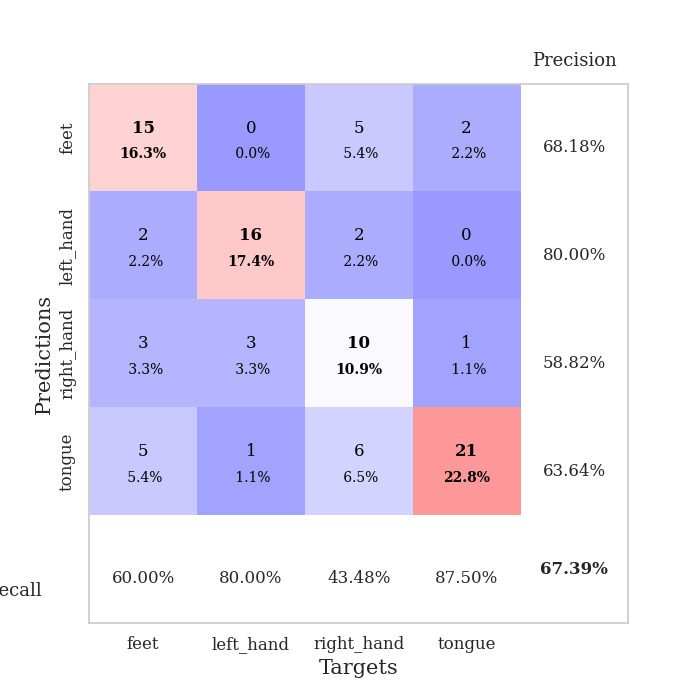 Precision
feet
15 0 5 2
16.3% 0.0% 5.4% 2.2%
68.18%
left_hand
2 16 2 0
2.2% 17.4% 2.2% 0.0%
80.00%
Predictions
right_hand
3 3 10 1
3.3% 3.3% 10.9% 1.1%
58.82%
tongue
5 1 6 21
5.4% 1.1% 6.5% 22.8%
63.64%
ecall
60.00% 80.00% 43.48% 87.50% 67.39%
feet left_hand right_hand tongue
Targets